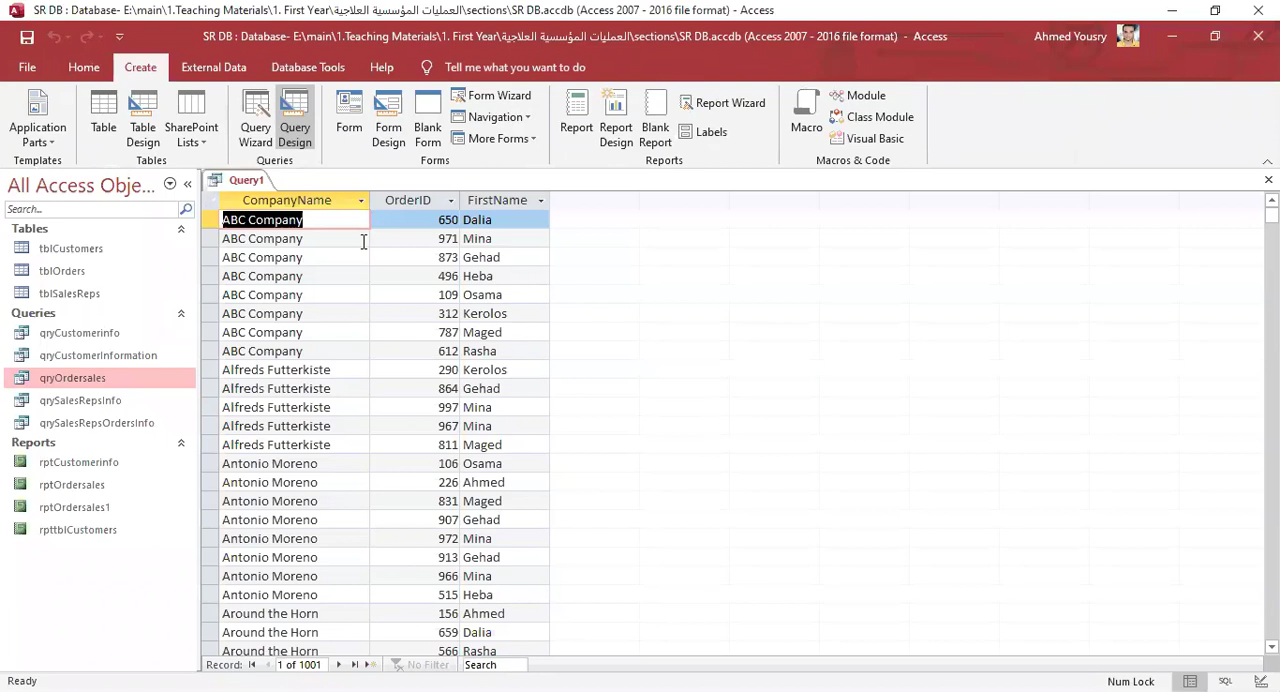 SR DB : Database- E:\main\1.Teaching Materials\1. First Year\العمليات المؤسسية العلاجية\sections\SR DB.accdb (Access 2007 - 2016 file format) - Access
SR DB : Database- E:\main\1.Teaching Materials\1. First Year\العمليات المؤسسية العلاجية\sections\SR DB.accdb (Access 2007 - 2016 file format) - Access
Ahmed Yousry
File Home Create External Data Database Tools Help Tell me what you want to do
Application Parts
Table
Table Design
SharePoint Lists
Query Wizard
Query Design
Form
Form Design
Blank Form
Form Wizard
Navigation
More Forms
Report
Report Design
Blank Report
Report Wizard
Labels
Macro
Module
Class Module
Visual Basic
Templates Tables Queries Forms Reports Macros & Code
All Access Obje...
Search...
Tables
tblCustomers
tblOrders
tblSalesReps
Queries
qryCustomerinfo
qryCustomerInformation
qryOrdersales
qrySalesRepsInfo
qrySalesRepsOrdersInfo
Reports
rptCustomerinfo
rptOrdersales
rptOrdersales1
rpttblCustomers
Query1
CompanyName OrderID FirstName
ABC Company 650 Dalia
ABC Company 971 Mina
ABC Company 873 Gehad
ABC Company 496 Heba
ABC Company 109 Osama
ABC Company 312 Kerolos
ABC Company 787 Maged
ABC Company 612 Rasha
Alfreds Futterkiste 290 Kerolos
Alfreds Futterkiste 864 Gehad
Alfreds Futterkiste 997 Mina
Alfreds Futterkiste 967 Mina
Alfreds Futterkiste 811 Maged
Antonio Moreno 106 Osama
Antonio Moreno 226 Ahmed
Antonio Moreno 831 Maged
Antonio Moreno 907 Gehad
Antonio Moreno 972 Mina
Antonio Moreno 913 Gehad
Antonio Moreno 966 Mina
Antonio Moreno 515 Heba
Around the Horn 156 Ahmed
Around the Horn 659 Dalia
Around the Horn 566 Rasha
Record: 1 of 1001 No Filter Search
Ready
Num Lock
SQL